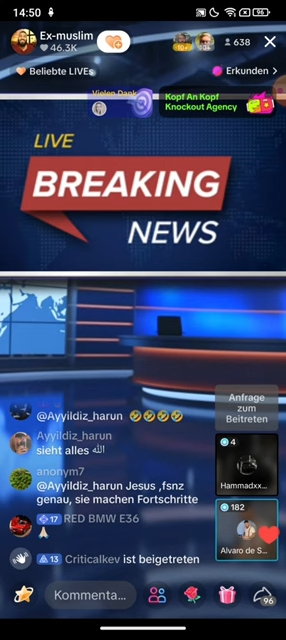 14:50
96
Ex-muslim
46.3K
638
Beliebte LIVEs
Erkunden >
Vielen Dank
Kopf An Kopf
Knockout Agency
LIVE
BREAKING
NEWS
@Ayyildiz_harun 🤣🤣🤣🤣
Anfrage
zum
Beitreten
Ayyildiz_harun
sieht alles الله
4
Hammadxx...
anonym7
@Ayyildiz_harun Jesus ,fsnz
genau, sie machen Fortschritte
182
Alvaro de S...
17 RED BMW E36
🙏🏻
13 Criticalkev ist beigetreten
Kommenta...
96